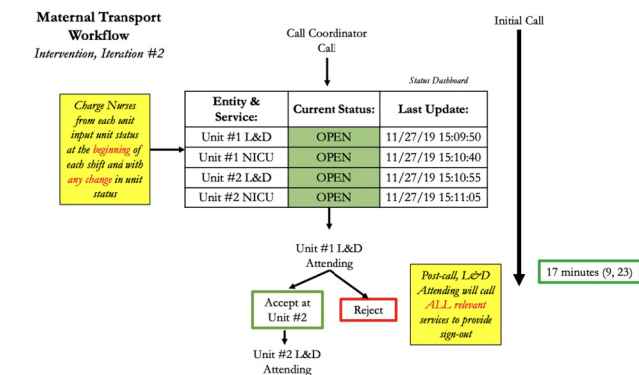 Maternal Transport
Workflow
Intervention, Iteration #2
Call Coordinator
Call
Initial Call
Status Dashboard
Charge Nurses
from each unit
input unit status
at the beginning of
each shift and with
any change in unit
status
Entity & Service: Current Status: Last Update:
Unit #1 L&D OPEN 11/27/19 15:09:50
Unit #1 NICU OPEN 11/27/19 15:10:40
Unit #2 L&D OPEN 11/27/19 15:10:55
Unit #2 NICU OPEN 11/27/19 15:11:05
Unit #1 L&D
Attending
Accept at
Unit #2
Reject
Unit #2 L&D
Attending
Post-call, L&D
Attending will call
ALL relevant
services to provide
sign-out
17 minutes (9, 23)